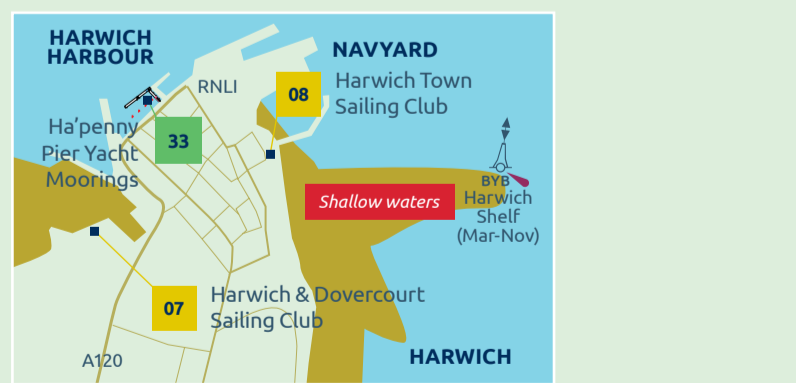 HARWICH
HARBOUR
NAVYARD
RNLI
08
Harwich Town
Sailing Club
Ha’penny
Pier Yacht
Moorings
33
BYB
Harwich
Shelf
(Mar-Nov)
Shallow waters
07
Harwich & Dovercourt
Sailing Club
A120
HARWICH